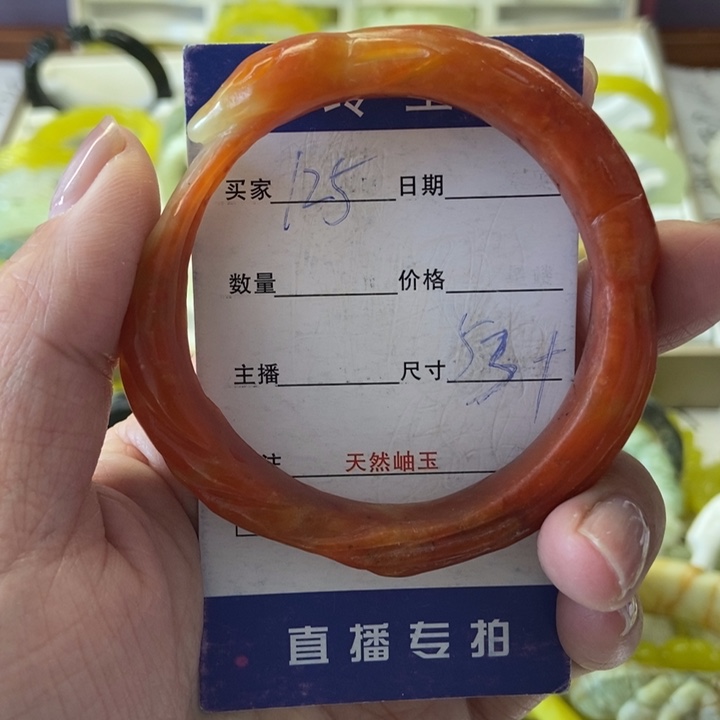 买家 125 日期
数量 价格
主播 尺寸 53+
注 天然岫玉
直播专拍